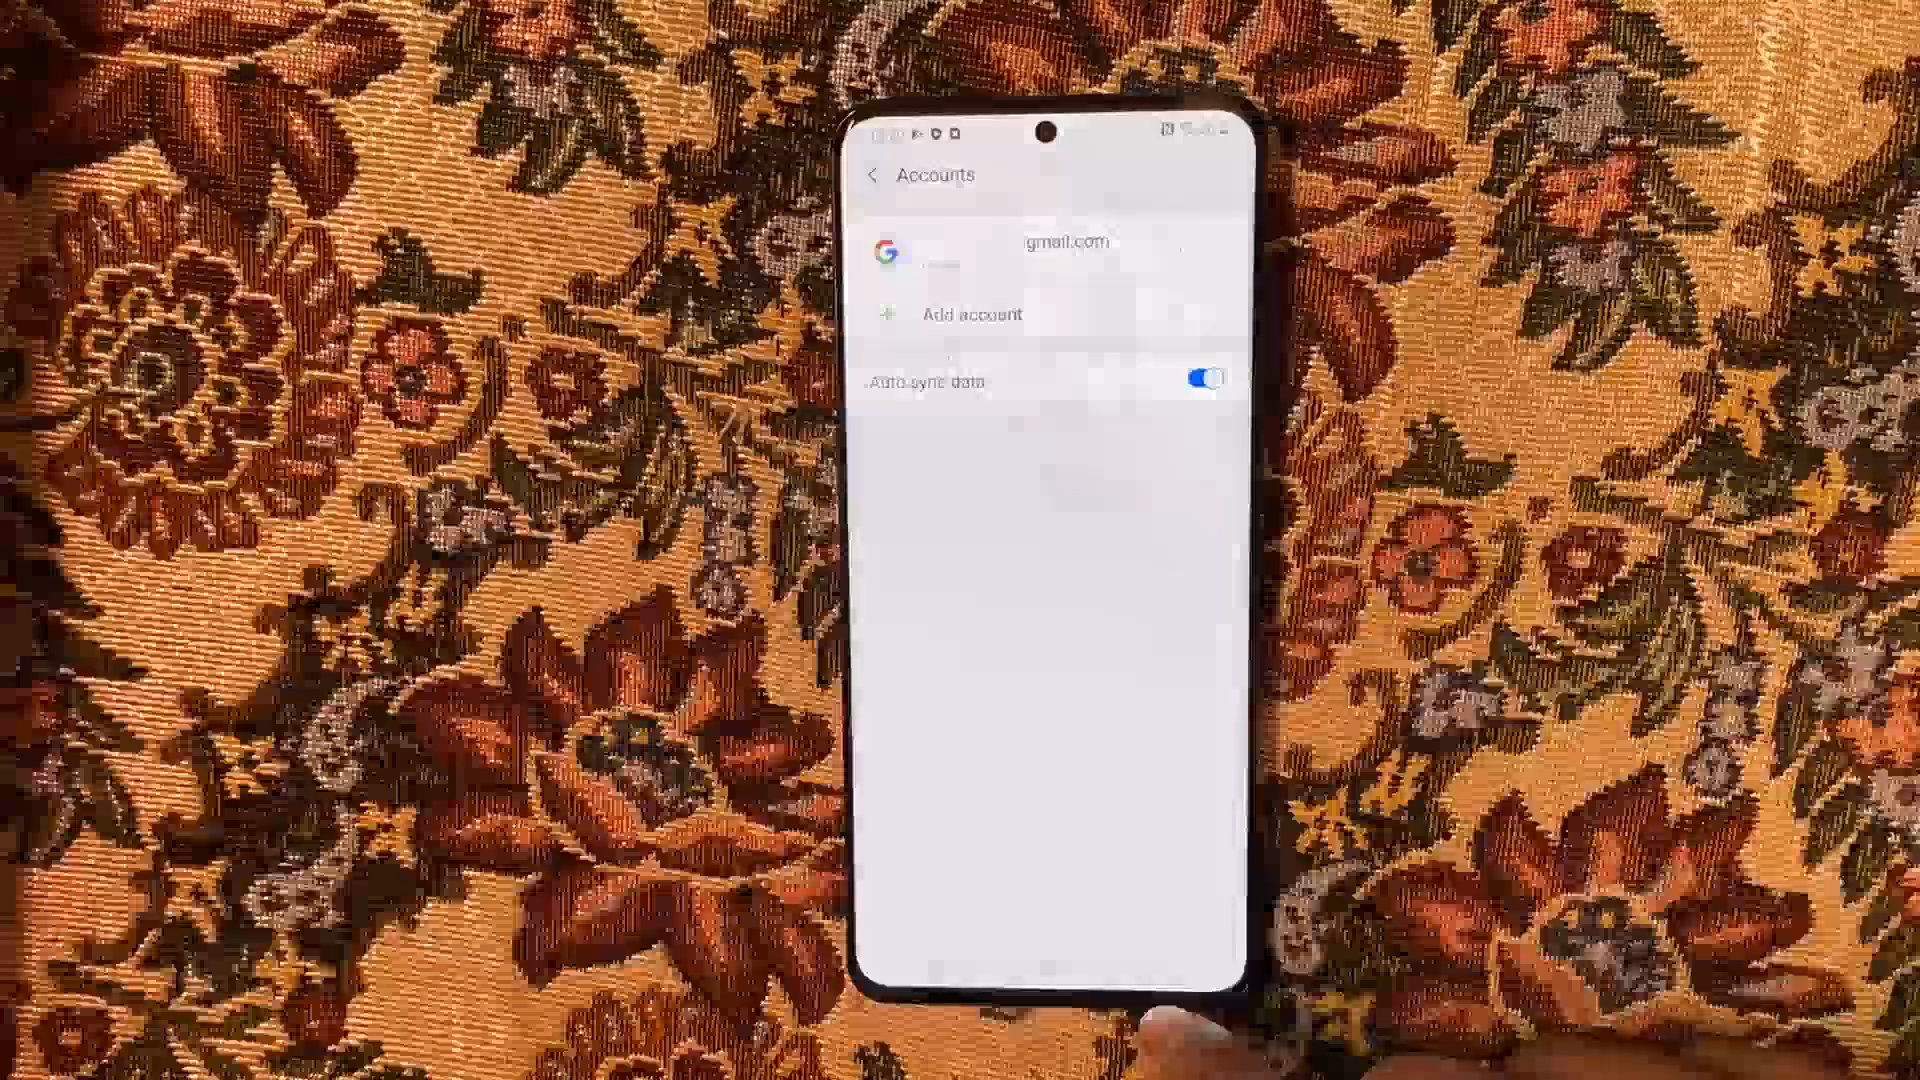 Accounts
gmail.com
Add account
Auto sync data